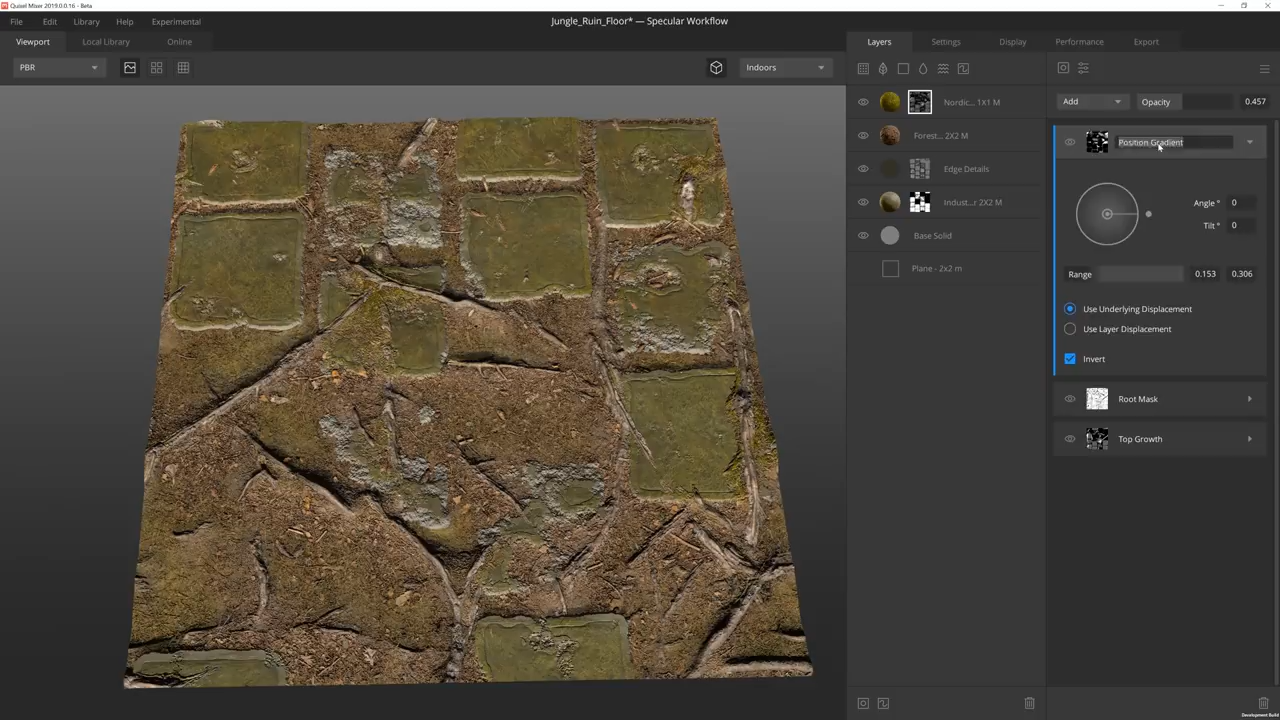 Quixel Mixer 2019.0.0.16 - Beta
File Edit Library Help Experimental
Jungle_Ruin_Floor* — Specular Workflow
Viewport Local Library Online
Layers Settings Display Performance Export
PBR
Indoors
Add
Opacity
0.457
Nordic... 1X1 M
Forest... 2X2 M
Edge Details
Indust...r 2X2 M
Base Solid
Plane - 2x2 m
Position Gradient
Angle ° 0
Tilt ° 0
Range 0.153 0.306
Use Underlying Displacement
Use Layer Displacement
Invert
Root Mask
Top Growth
Development Build